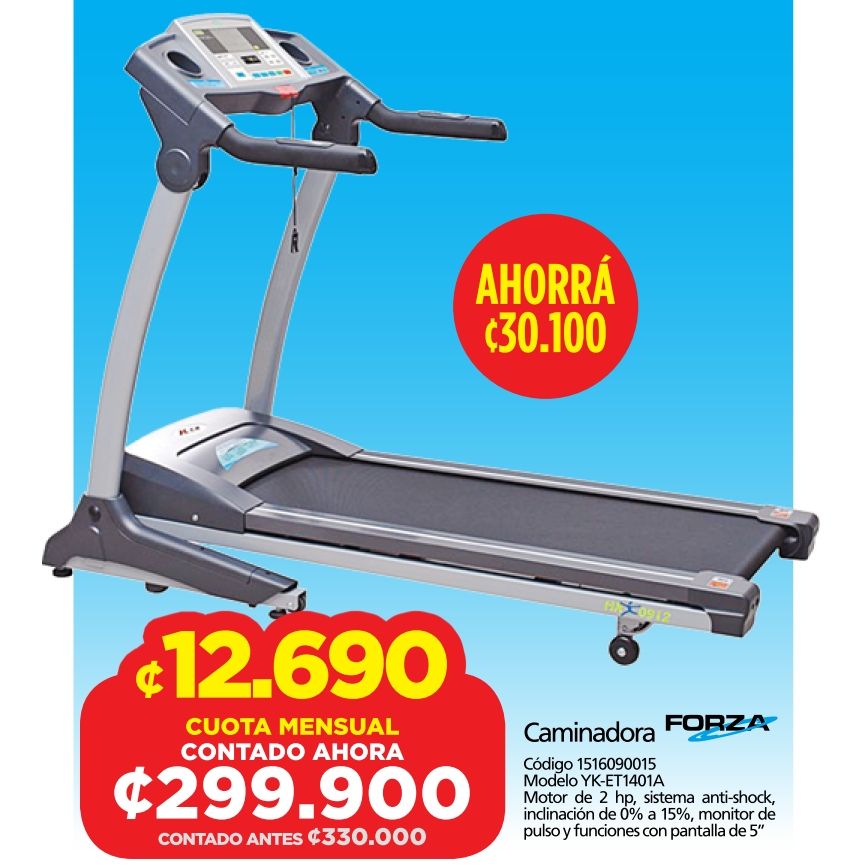 AHORRÁ
¢30.100
MX 0912
¢12.690
CUOTA MENSUAL
CONTADO AHORA
¢299.900
CONTADO ANTES ¢330.000
Caminadora FORZA
Código 1516090015
Modelo YK-ET1401A
Motor de 2 hp, sistema anti-shock,
inclinación de 0% a 15%, monitor de
pulso y funciones con pantalla de 5”